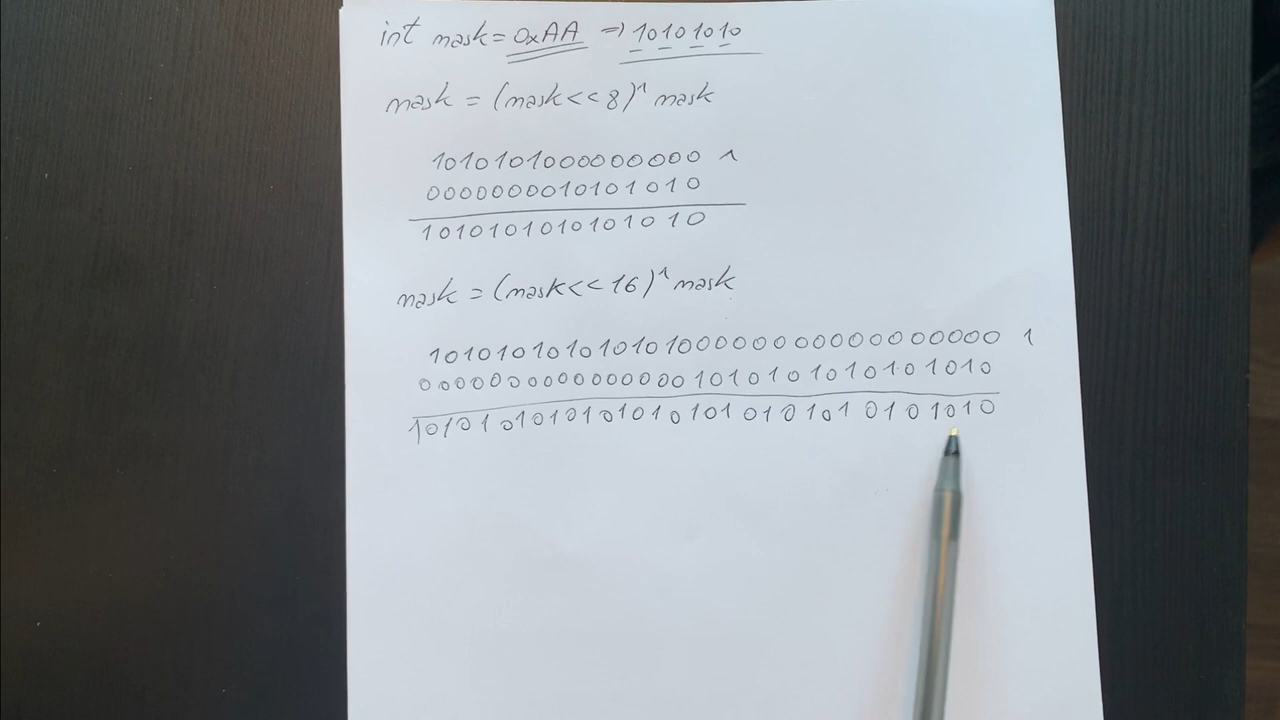 int mask = 0xAA => 10101010
mask = (mask<<8)^ mask
1010101000000000 ^
0000000010101010
1010101010101010
mask = (mask<<16)^ mask
10101010101010100000000000000000 ^
00000000000000001010101010101010
10101010101010101010101010101010